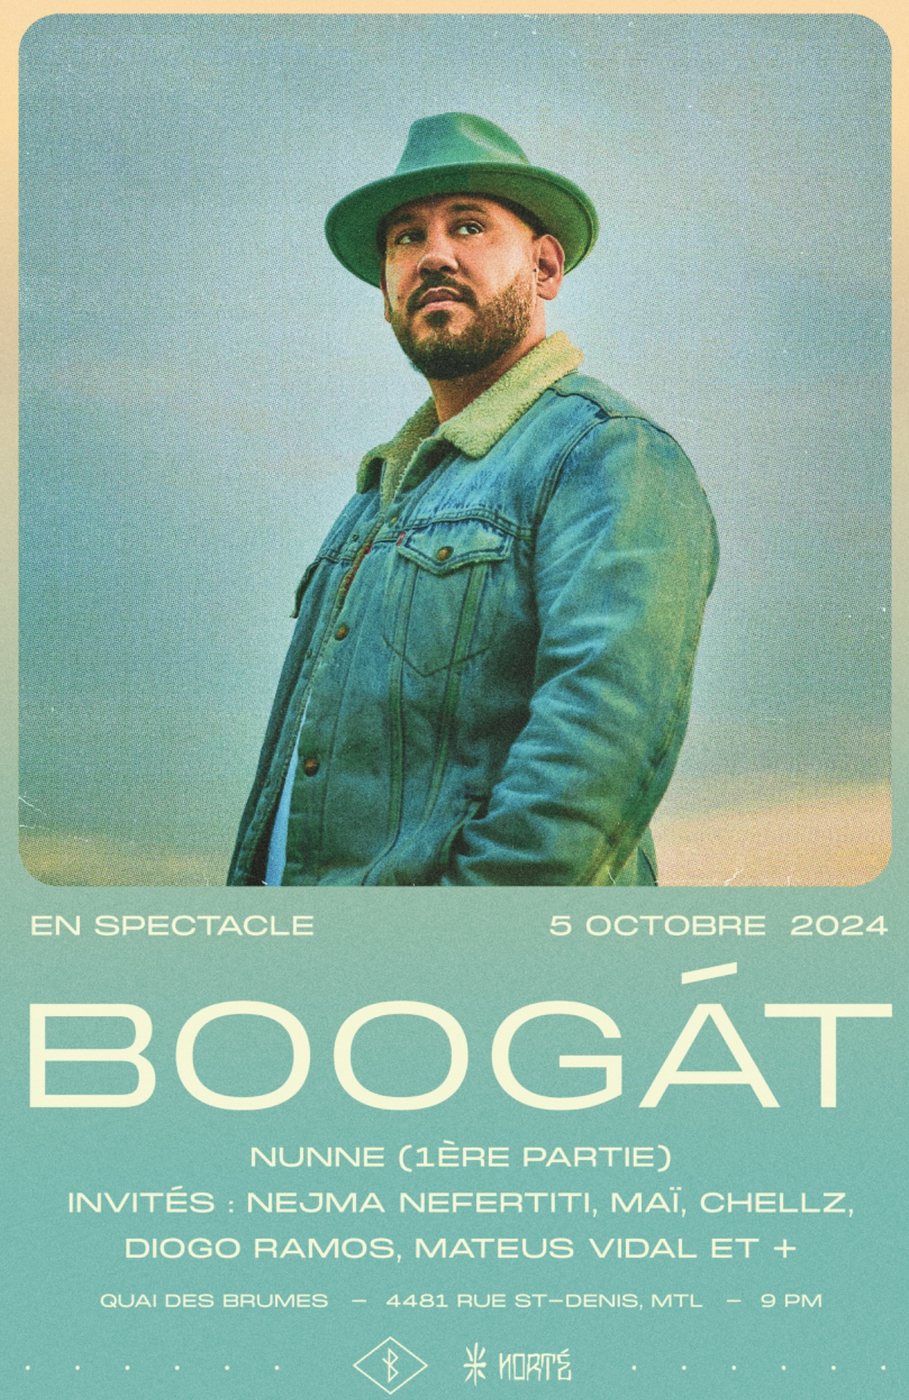 EN SPECTACLE 5 OCTOBRE 2024
BOOGÁT
NUNNE (1ÈRE PARTIE)
INVITÉS : NEJMA NEFERTITI, MAÏ, CHELLZ,
DIOGO RAMOS, MATEUS VIDAL ET +
QUAI DES BRUMES — 4481 RUE ST-DENIS, MTL — 9 PM
B NORTÉ